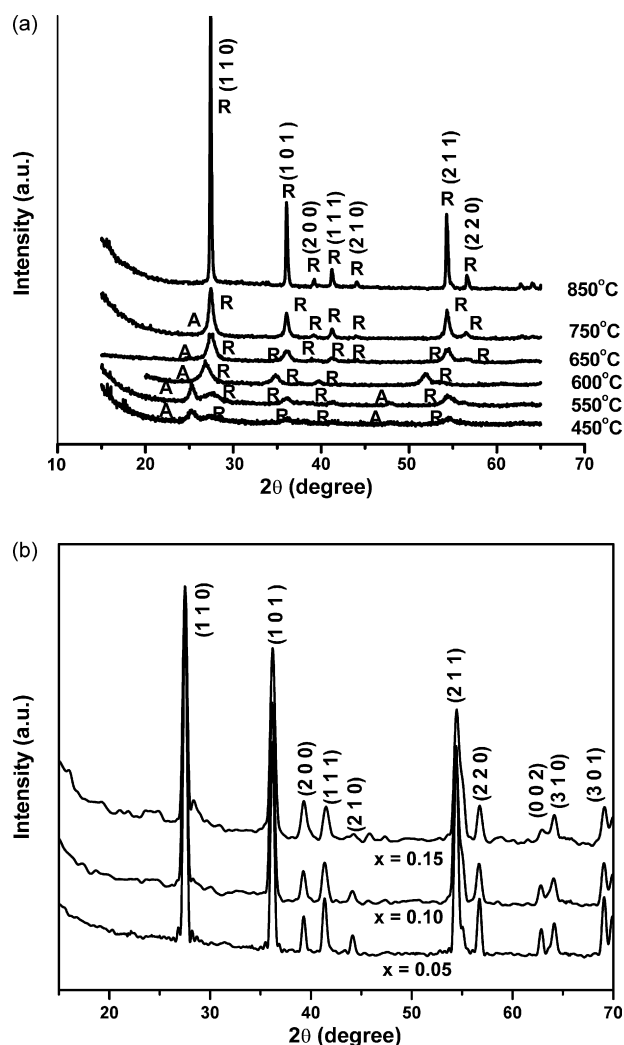 (a)
R (1 1 0)
R (1 0 1)
R (2 0 0)
R (1 1 1)
R (2 1 0)
R (2 1 1)
R (2 2 0)
850°C
A R R R R R R R
750°C
A R R R R R R R
650°C
A R R R R R
600°C
A R R R A R
550°C
A R R R A R
450°C
Intensity (a.u.)
10 20 30 40 50 60 70
2θ (degree)
(b)
(1 1 0)
(1 0 1)
(2 0 0)
(1 1 1)
(2 1 0)
(2 1 1)
(2 2 0)
(0 0 2)
(3 1 0)
(3 0 1)
x = 0.15
x = 0.10
x = 0.05
Intensity (a.u.)
20 30 40 50 60 70
2θ (degree)